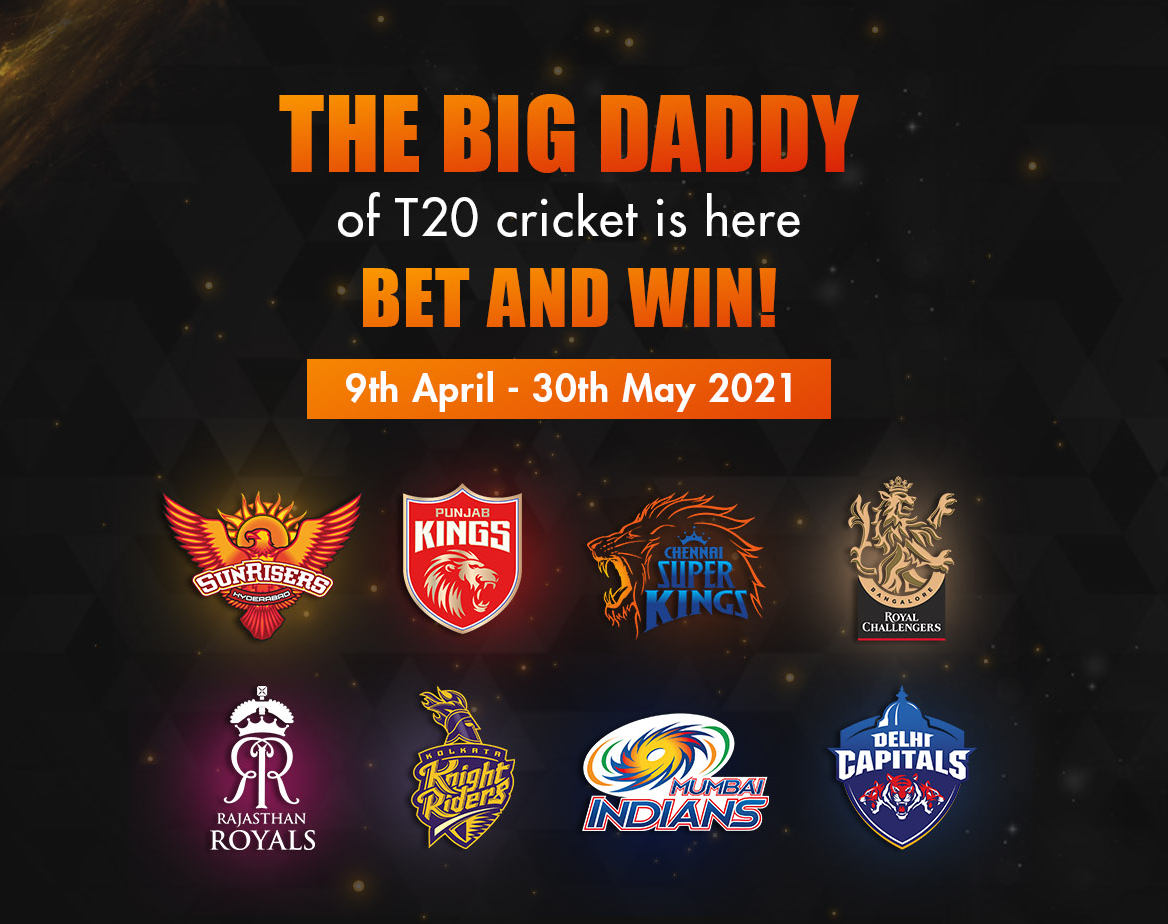 THE BIG DADDY
of T20 cricket is here
BET AND WIN!
9th April - 30th May 2021
SUNRISERS
HYDERABAD
PUNJAB
KINGS
CHENNAI
SUPER
KINGS
BANGALORE
ROYAL
CHALLENGERS
RR
RAJASTHAN
ROYALS
KOLKATA
Knight
Riders
MUMBAI
INDIANS
DELHI
CAPITALS